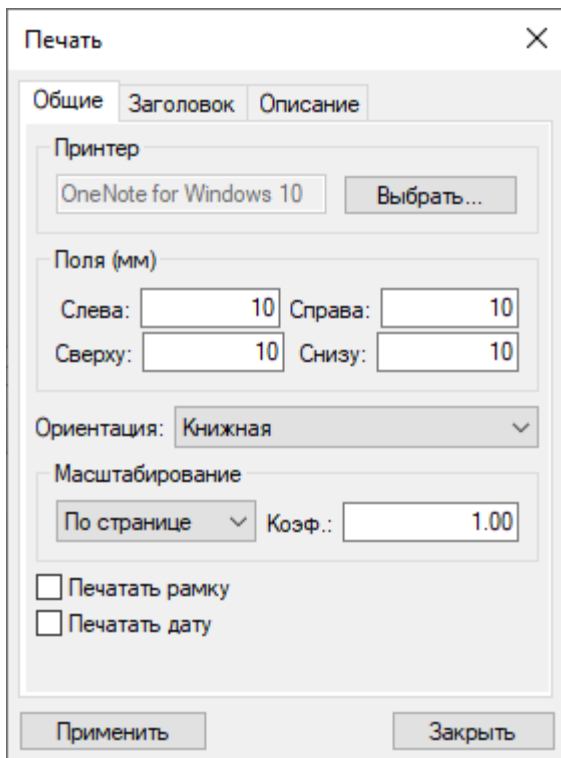 Печать
Общие Заголовок Описание
Принтер
OneNote for Windows 10 Выбрать...
Поля (мм)
Слева: 10 Справа: 10
Сверху: 10 Снизу: 10
Ориентация: Книжная
Масштабирование
По странице Коэф.: 1.00
Печатать рамку
Печатать дату
Применить Закрыть